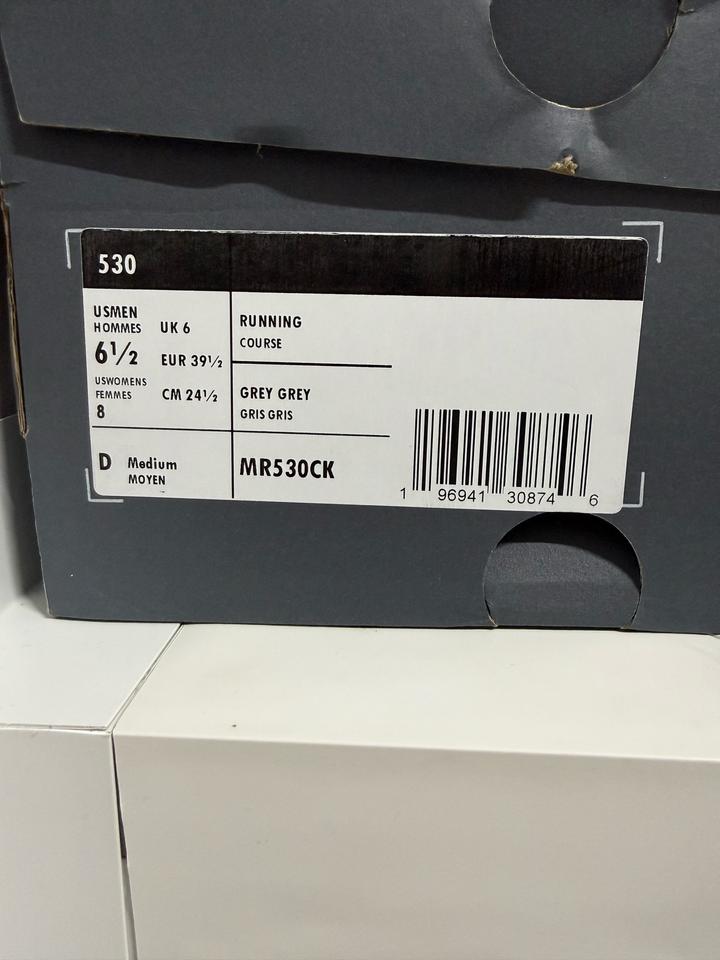 530
USMEN
HOMMES
6½
USWOMENS
FEMMES
8
UK 6
EUR 39½
CM 24½
RUNNING
COURSE
GREY GREY
GRIS GRIS
D Medium
MOYEN
MR530CK
1 96941 30874 6